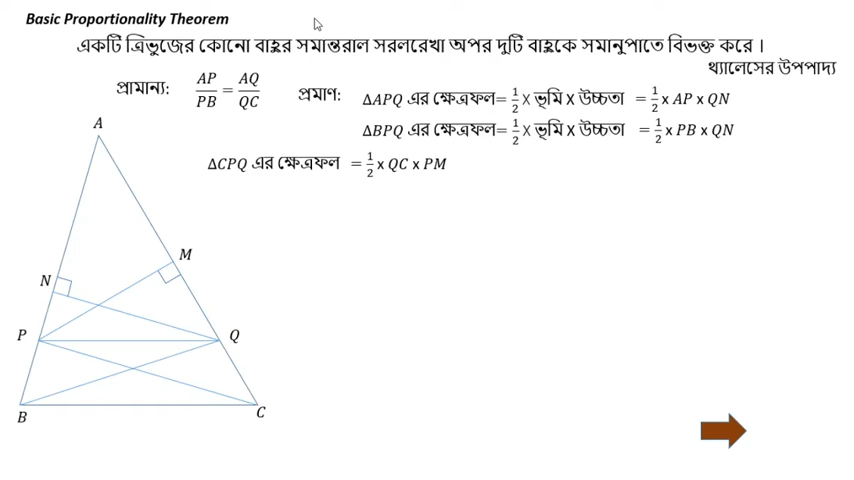 Basic Proportionality Theorem
একটি ত্রিভুজের কোনো বাহুর সমান্তরাল সরলরেখা অপর দুটি বাহুকে সমানুপাতে বিভক্ত করে ।
থ্যালেসের উপপাদ্য
প্রামান্য: AP/PB = AQ/QC প্রমাণ: ΔAPQ এর ক্ষেত্রফল= 1/2 X ভূমি X উচ্চতা = 1/2 x AP x QN
ΔBPQ এর ক্ষেত্রফল= 1/2 X ভূমি X উচ্চতা = 1/2 x PB x QN
ΔCPQ এর ক্ষেত্রফল = 1/2 x QC x PM
A
M
N
P
Q
B
C